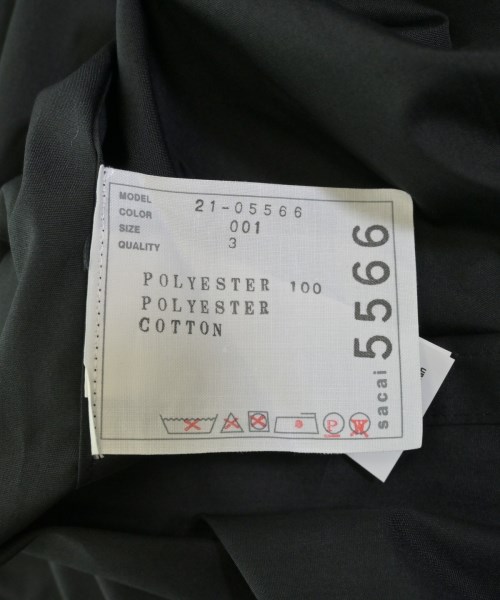 MODEL 21-05566
COLOR 001
SIZE 3
QUALITY
POLYESTER 100
POLYESTER
COTTON
P
W
sacai 5566